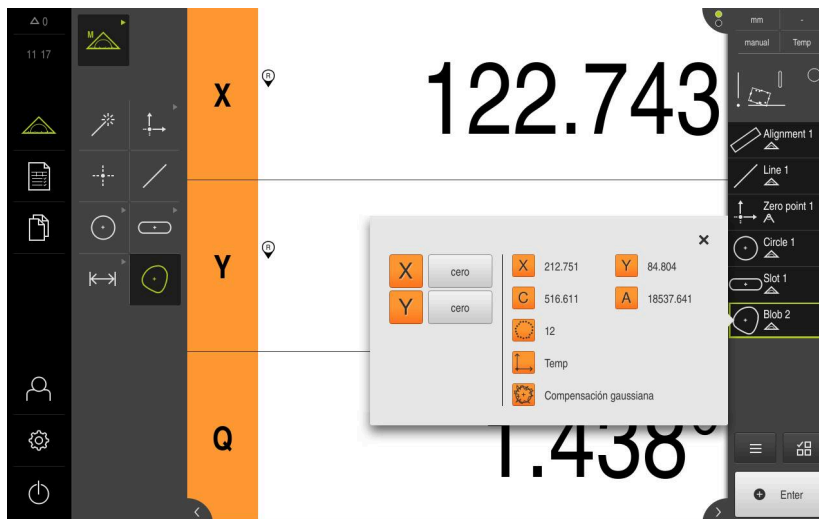 0
11 17
M
X
R
122.743
Y
R
Q
1.438°
X cero
Y cero
X 212.751 Y 84.804
C 516.611 A 18537.641
12
Temp
Compensación gaussiana
mm -
manual Temp
Alignment 1
Line 1
Zero point 1
Circle 1
Slot 1
Blob 2
Enter